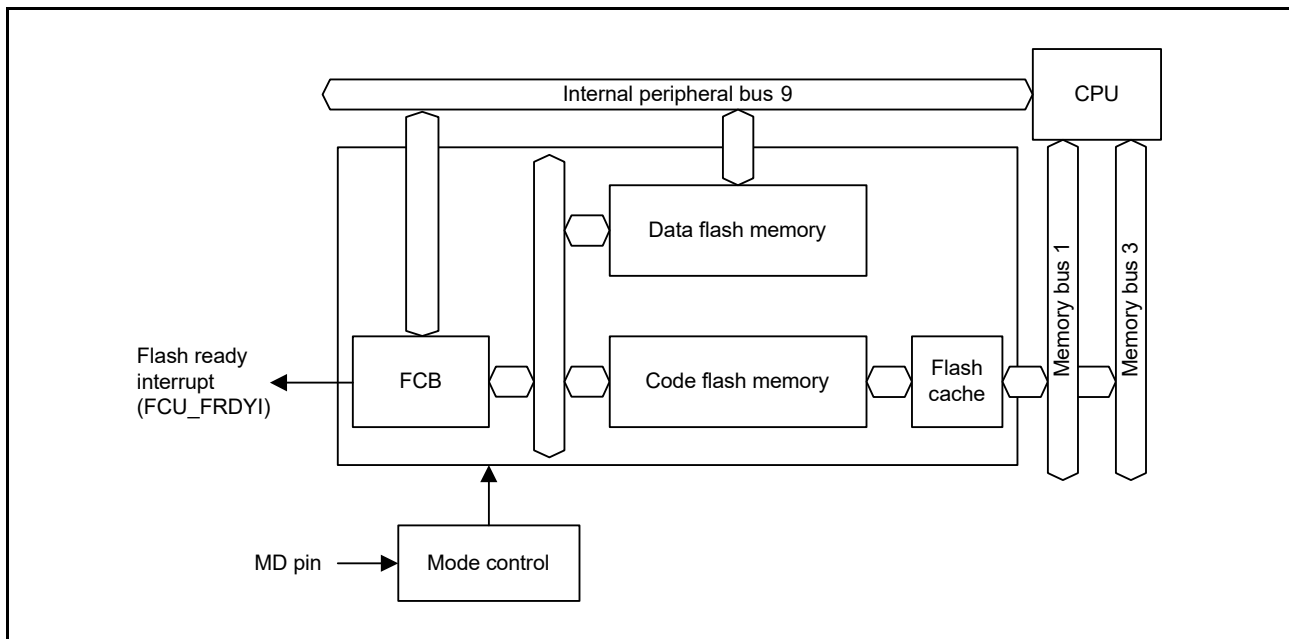 Internal peripheral bus 9
CPU
Data flash memory
Memory bus 1
Memory bus 3
Flash ready
interrupt
(FCU_FRDYI)
FCB
Code flash memory
Flash
cache
MD pin
Mode control